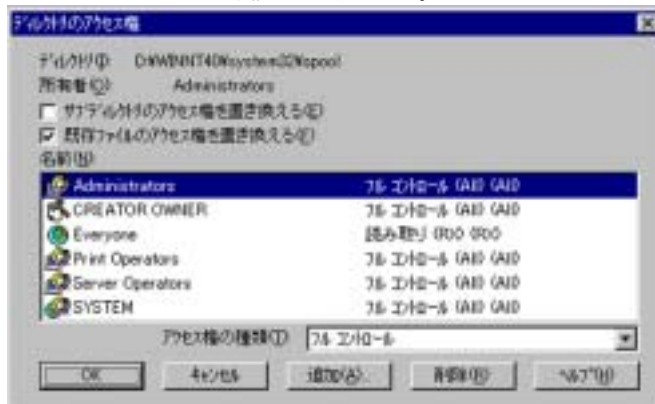 ディレクトリのアクセス権
ディレクトリ(D): D:¥WINNT40¥system32¥spool
所有者(O): Administrators
サブディレクトリのアクセス権を置き換える(E)
既存ファイルのアクセス権を置き換える(E)
名前(N):
Administrators フル コントロール (All) (All)
CREATOR OWNER フル コントロール (All) (All)
Everyone 読み取り (RX) (RX)
Print Operators フル コントロール (All) (All)
Server Operators フル コントロール (All) (All)
SYSTEM フル コントロール (All) (All)
アクセス権の種類(T): フル コントロール
OK キャンセル 追加(A)... 削除(R) ヘルプ(H)